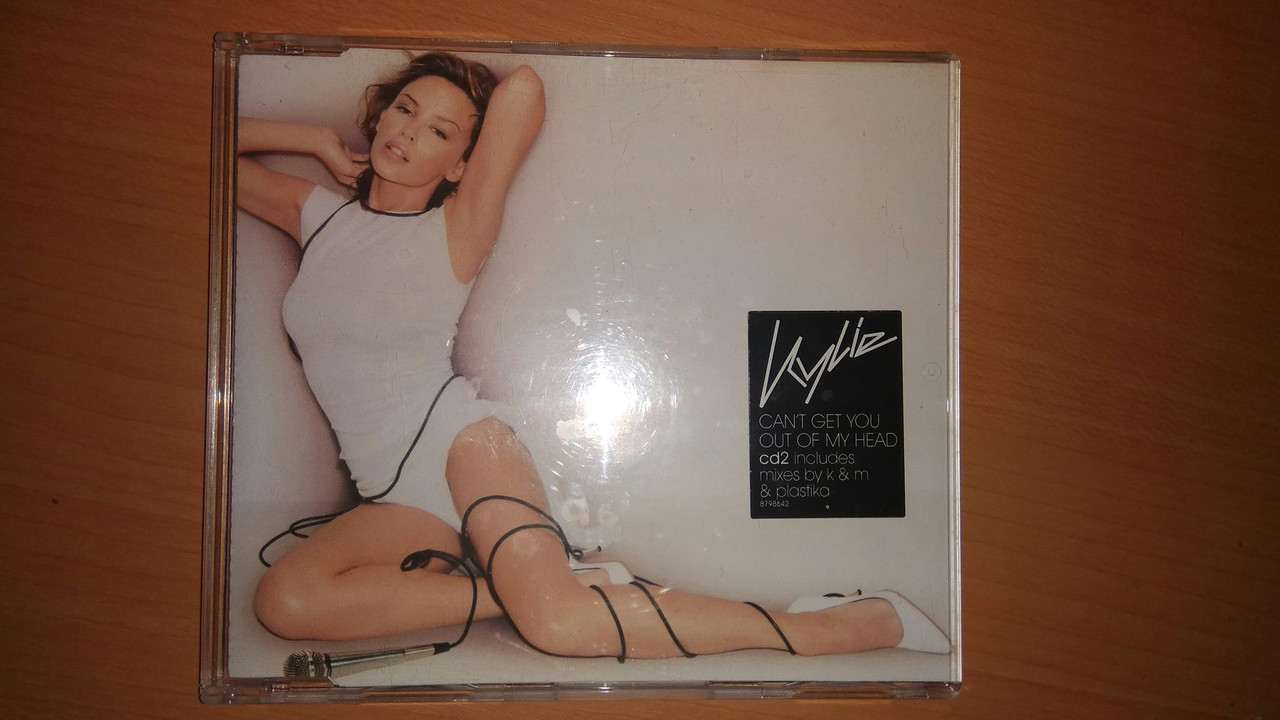 Kylie
CAN'T GET YOU
OUT OF MY HEAD
cd2 includes
mixes by k & m
& plastika
8798642